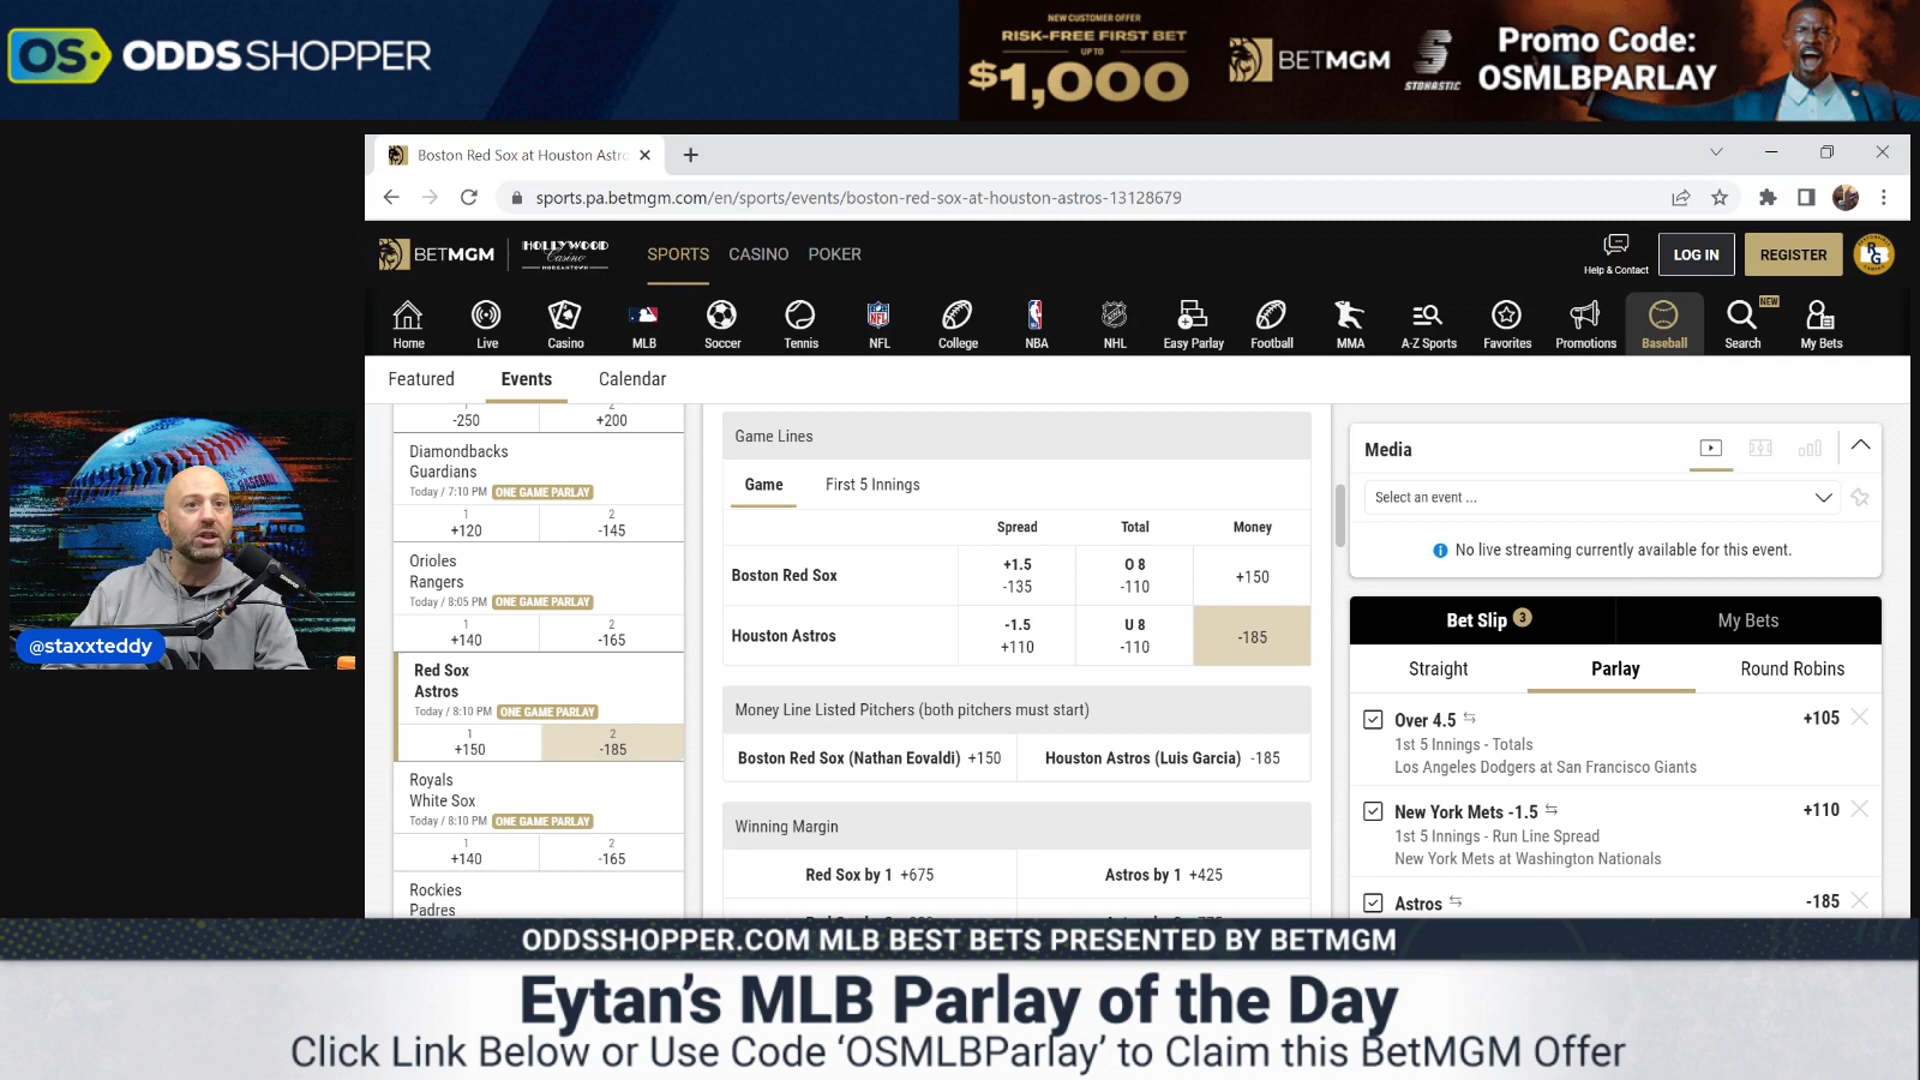 OS. ODDSSHOPPER
NEW CUSTOMER OFFER
RISK-FREE FIRST BET
UP TO
$1,000
BETMGM
STOKASTIC
Promo Code:
OSMLBPARLAY
Boston Red Sox at Houston Astro
sports.pa.betmgm.com/en/sports/events/boston-red-sox-at-houston-astros-13128679
BETMGM
HOLLYWOOD
Casino
MORGANTOWN
SPORTS CASINO POKER
Help & Contact
LOG IN
REGISTER
RG
Home Live Casino MLB Soccer Tennis NFL College NBA NHL Easy Parlay Football MMA A-Z Sports Favorites Promotions Baseball Search NEW My Bets
Featured Events Calendar
-250 +200
Diamondbacks
Guardians
Today / 7:10 PM ONE GAME PARLAY
1 2
+120 -145
Orioles
Rangers
Today / 8:05 PM ONE GAME PARLAY
1 2
+140 -165
Red Sox
Astros
Today / 8:10 PM ONE GAME PARLAY
1 2
+150 -185
Royals
White Sox
Today / 8:10 PM ONE GAME PARLAY
1 2
+140 -165
Rockies
Padres
Game Lines
Game First 5 Innings
Spread Total Money
Boston Red Sox
+1.5 O 8
-135 -110 +150
Houston Astros
-1.5 U 8
+110 -110 -185
Money Line Listed Pitchers (both pitchers must start)
Boston Red Sox (Nathan Eovaldi) +150 Houston Astros (Luis Garcia) -185
Winning Margin
Red Sox by 1 +675 Astros by 1 +425
Media
Select an event ...
No live streaming currently available for this event.
Bet Slip 3 My Bets
Straight Parlay Round Robins
Over 4.5 +105
1st 5 Innings - Totals
Los Angeles Dodgers at San Francisco Giants
New York Mets -1.5 +110
1st 5 Innings - Run Line Spread
New York Mets at Washington Nationals
Astros -185
@staxxteddy
ODDSSHOPPER.COM MLB BEST BETS PRESENTED BY BETMGM
Eytan's MLB Parlay of the Day
Click Link Below or Use Code 'OSMLBParlay' to Claim this BetMGM Offer